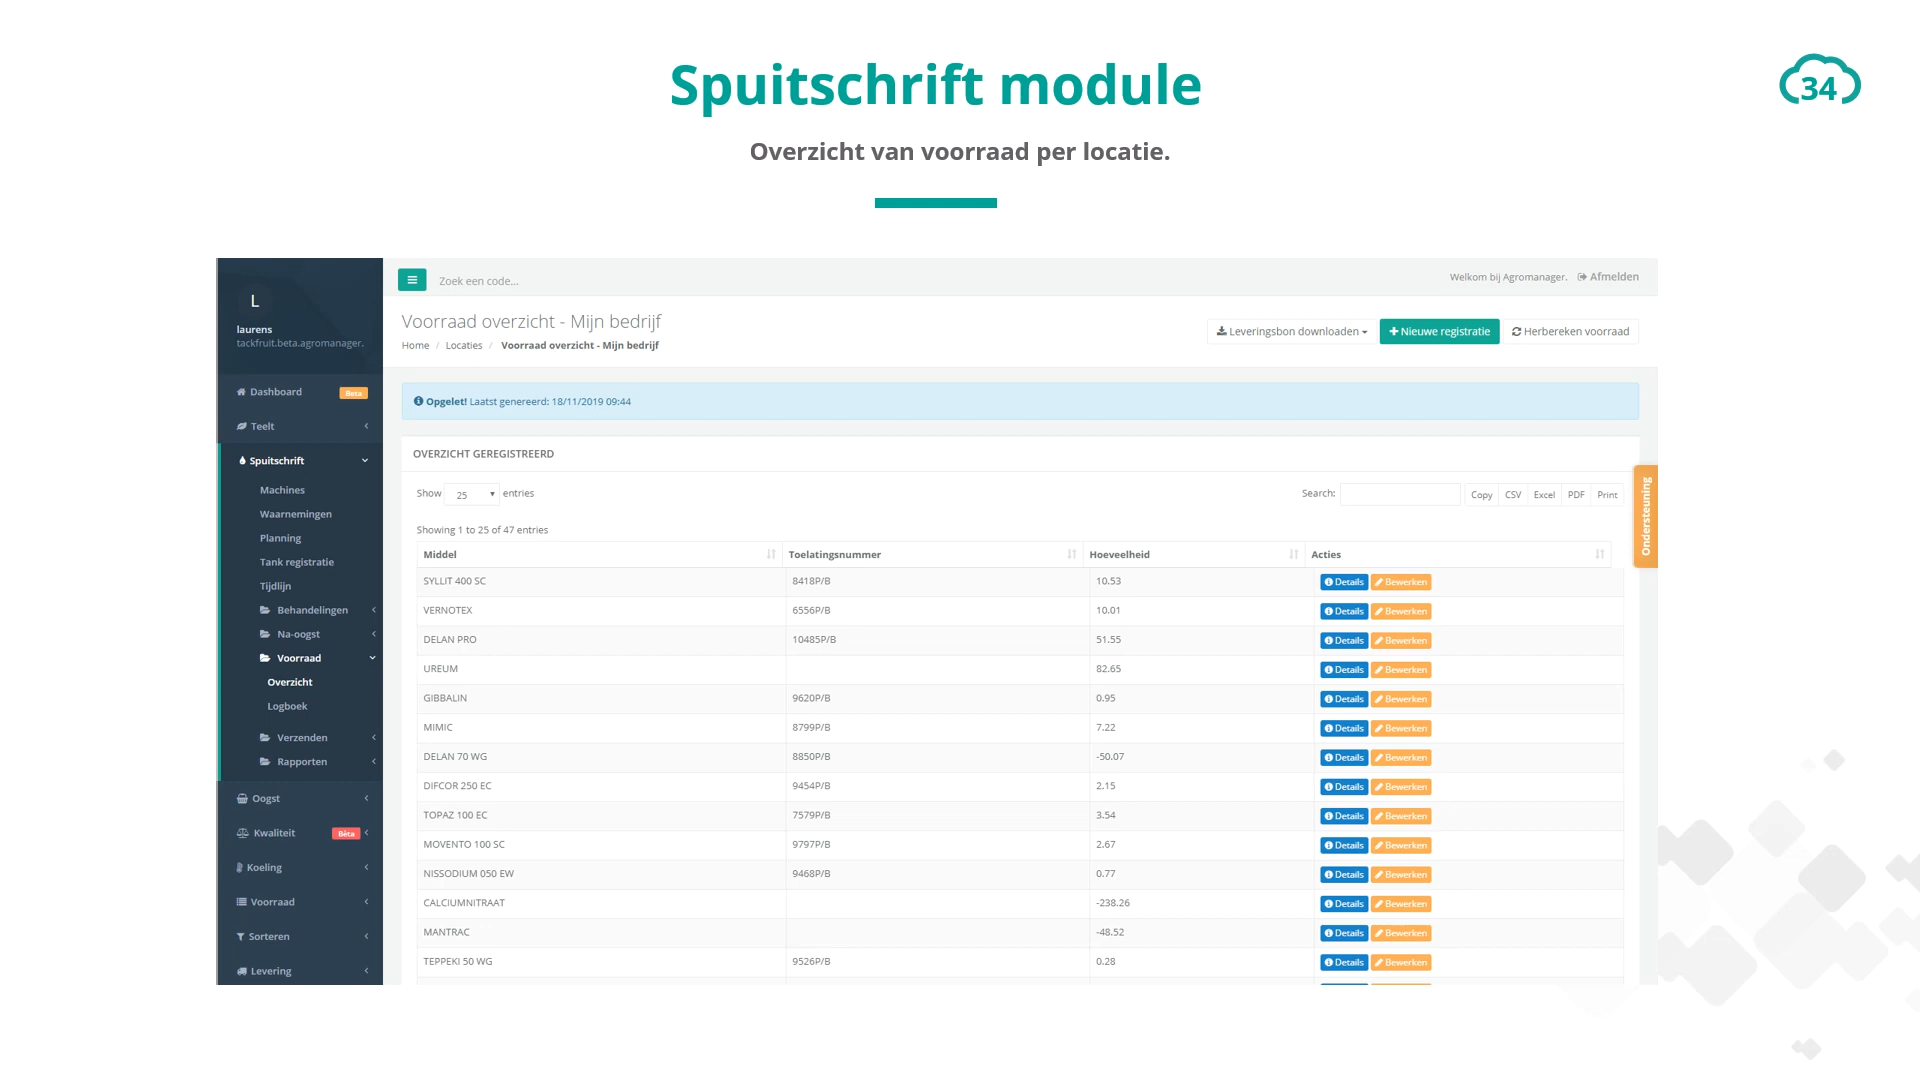 Spuitschrift module
34
Overzicht van voorraad per locatie.
L
laurens
tackfruit.beta.agromanager.
Zoek een code...
Welkom bij Agromanager. Afmelden
Voorraad overzicht - Mijn bedrijf
Home / Locaties / Voorraad overzicht - Mijn bedrijf
Leveringsbon downloaden
Nieuwe registratie
Herbereken voorraad
Dashboard Beta
Teelt
Spuitschrift
Machines
Waarnemingen
Planning
Tank registratie
Tijdlijn
Behandelingen
Na-oogst
Voorraad
Overzicht
Logboek
Verzenden
Rapporten
Oogst
Kwaliteit Bèta
Koeling
Voorraad
Sorteren
Levering
Opgelet! Laatst genereerd: 18/11/2019 09:44
OVERZICHT GEREGISTREERD
Show 25 entries
Search: Copy CSV Excel PDF Print
Ondersteuning
Showing 1 to 25 of 47 entries
Middel Toelatingsnummer Hoeveelheid Acties
SYLLIT 400 SC 8418P/B 10.53 Details Bewerken
VERNOTEX 6556P/B 10.01 Details Bewerken
DELAN PRO 10485P/B 51.55 Details Bewerken
UREUM 82.65 Details Bewerken
GIBBALIN 9620P/B 0.95 Details Bewerken
MIMIC 8799P/B 7.22 Details Bewerken
DELAN 70 WG 8850P/B -50.07 Details Bewerken
DIFCOR 250 EC 9454P/B 2.15 Details Bewerken
TOPAZ 100 EC 7579P/B 3.54 Details Bewerken
MOVENTO 100 SC 9797P/B 2.67 Details Bewerken
NISSODIUM 050 EW 9468P/B 0.77 Details Bewerken
CALCIUMNITRAAT -238.26 Details Bewerken
MANTRAC -48.52 Details Bewerken
TEPPEKI 50 WG 9526P/B 0.28 Details Bewerken